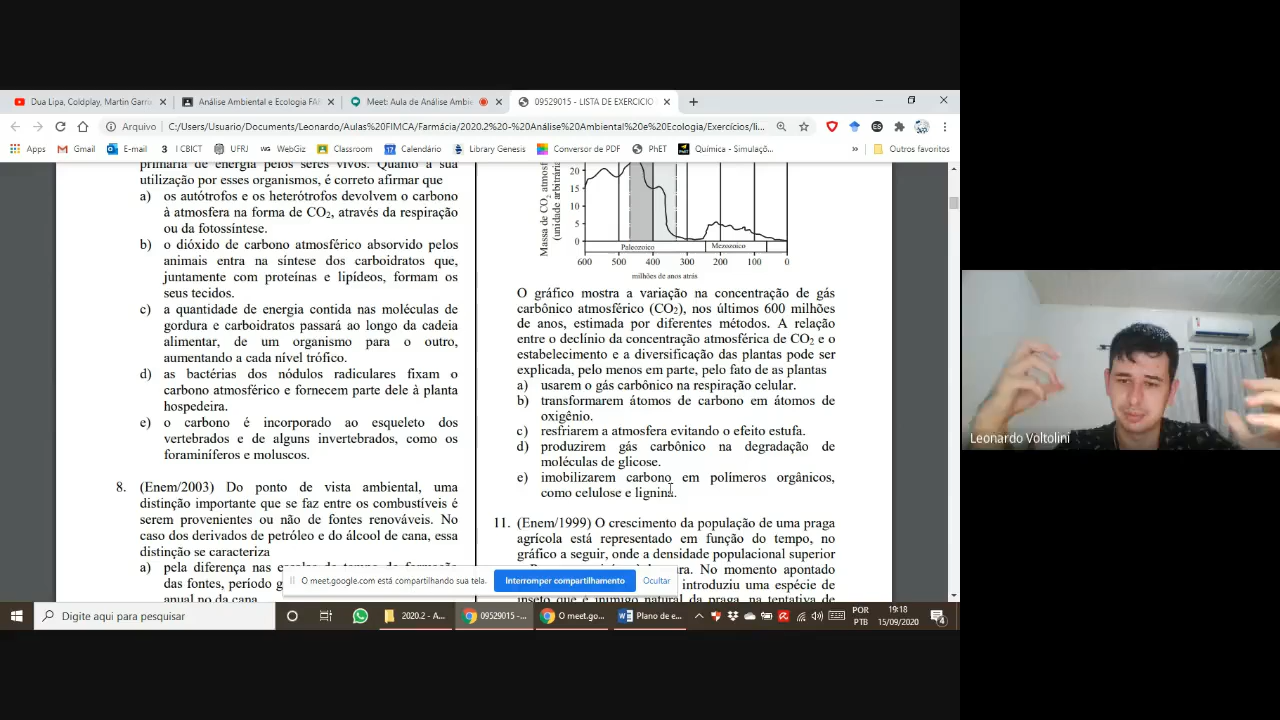 Dua Lipa, Coldplay, Martin Garri
Análise Ambiental e Ecologia FAR
Meet: Aula de Análise Ambie
09529015 - LISTA DE EXERCICIO
Arquivo
C:/Users/Usuario/Documents/Leonardo/Aulas%20FIMCA/Farmácia/2020.2%20-%20Análise%20Ambiental%20e%20Ecologia/Exercícios/li...
Apps
Gmail
E-mail
I CBICT
UFRJ
WebGiz
Classroom
Calendário
Library Genesis
Conversor de PDF
PhET
Química - Simulaçõ...
»
Outros favoritos
primária de energia pelos seres vivos. Quanto à sua
utilização por esses organismos, é correto afirmar que
a) os autótrofos e os heterótrofos devolvem o carbono
à atmosfera na forma de CO₂, através da respiração
ou da fotossíntese.
b) o dióxido de carbono atmosférico absorvido pelos
animais entra na síntese dos carboidratos que,
juntamente com proteínas e lipídeos, formam os
seus tecidos.
c) a quantidade de energia contida nas moléculas de
gordura e carboidratos passará ao longo da cadeia
alimentar, de um organismo para o outro,
aumentando a cada nível trófico.
d) as bactérias dos nódulos radiculares fixam o
carbono atmosférico e fornecem parte dele à planta
hospedeira.
e) o carbono é incorporado ao esqueleto dos
vertebrados e de alguns invertebrados, como os
foraminíferos e moluscos.
8. (Enem/2003) Do ponto de vista ambiental, uma
distinção importante que se faz entre os combustíveis é
serem provenientes ou não de fontes renováveis. No
caso dos derivados de petróleo e do álcool de cana, essa
distinção se caracteriza
a) pela diferença nas escalas de tempo de formação
das fontes, período g
anual no da cana.
Massa de CO₂ atmosf
(unidade arbitrári
20
15
10
5
0
Paleozoico
Mezozoico
600 500 400 300 200 100 0
milhões de anos atrás
O gráfico mostra a variação na concentração de gás
carbônico atmosférico (CO₂), nos últimos 600 milhões
de anos, estimada por diferentes métodos. A relação
entre o declínio da concentração atmosférica de CO₂ e o
estabelecimento e a diversificação das plantas pode ser
explicada, pelo menos em parte, pelo fato de as plantas
a) usarem o gás carbônico na respiração celular.
b) transformarem átomos de carbono em átomos de
oxigênio.
c) resfriarem a atmosfera evitando o efeito estufa.
d) produzirem gás carbônico na degradação de
moléculas de glicose.
e) imobilizarem carbono em polímeros orgânicos,
como celulose e lignina.
11. (Enem/1999) O crescimento da população de uma praga
agrícola está representado em função do tempo, no
gráfico a seguir, onde a densidade populacional superior
ura. No momento apontado
introduziu uma espécie de
inseto que é inimigo natural da praga, na tentativa de
O meet.google.com está compartilhando sua tela.
Interromper compartilhamento
Ocultar
Leonardo Voltolini
Digite aqui para pesquisar
2020.2 - A...
09529015 -...
O meet.go...
Plano de e...
POR
PTB
19:18
15/09/2020
4